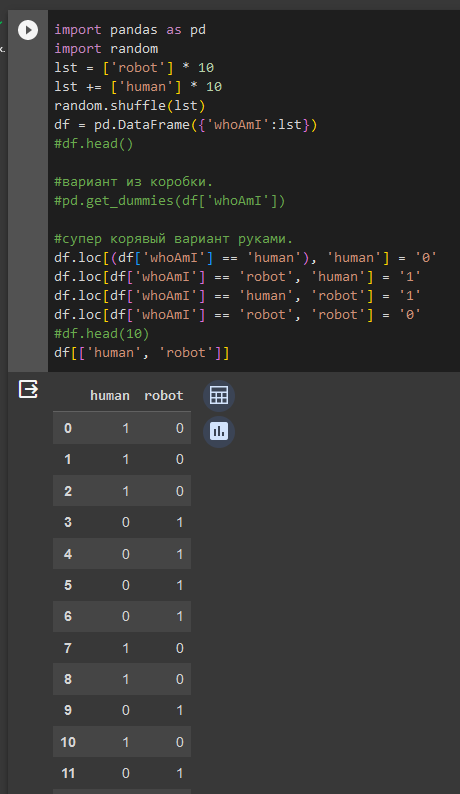 import pandas as pd
import random
lst = ['robot'] * 10
lst += ['human'] * 10
random.shuffle(lst)
df = pd.DataFrame({'whoAmI':lst})
#df.head()
#вариант из коробки.
#pd.get_dummies(df['whoAmI'])
#супер корявый вариант руками.
df.loc[(df['whoAmI'] == 'human'), 'human'] = '0'
df.loc[df['whoAmI'] == 'robot', 'human'] = '1'
df.loc[df['whoAmI'] == 'human', 'robot'] = '1'
df.loc[df['whoAmI'] == 'robot', 'robot'] = '0'
#df.head(10)
df[['human', 'robot']]
human robot
0 1 0
1 1 0
2 1 0
3 0 1
4 0 1
5 0 1
6 0 1
7 1 0
8 1 0
9 0 1
10 1 0
11 0 1